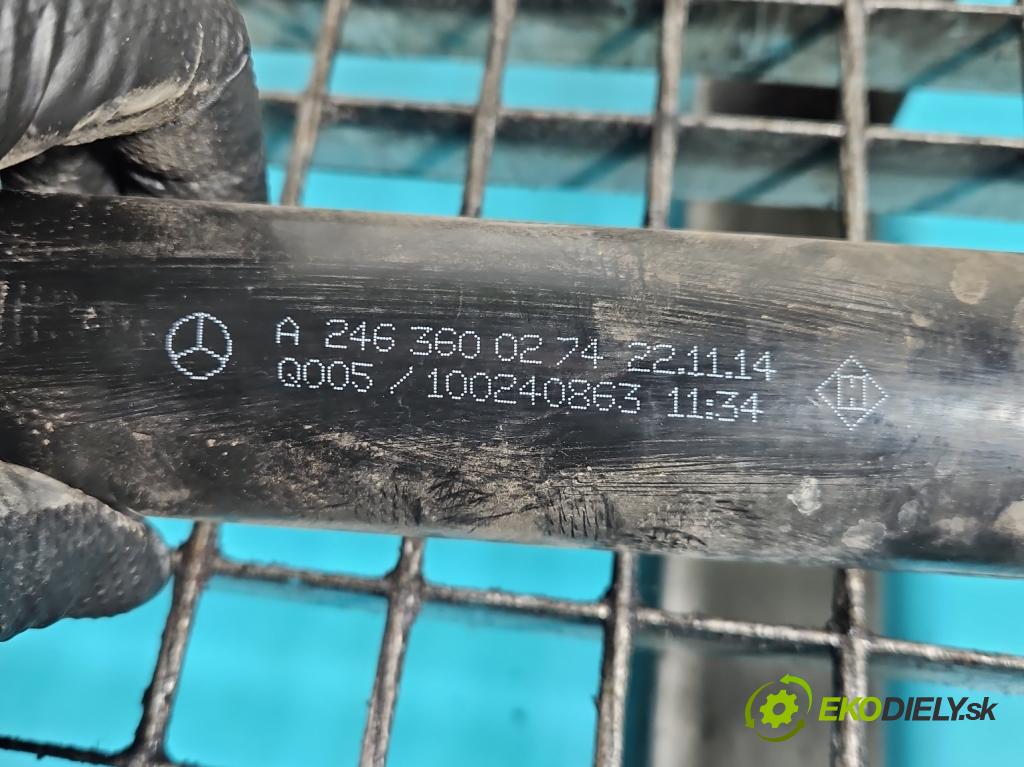 A 246 360 02 74 22.11.14
Q005 / 100240863 11:34
EKODIELY.sk